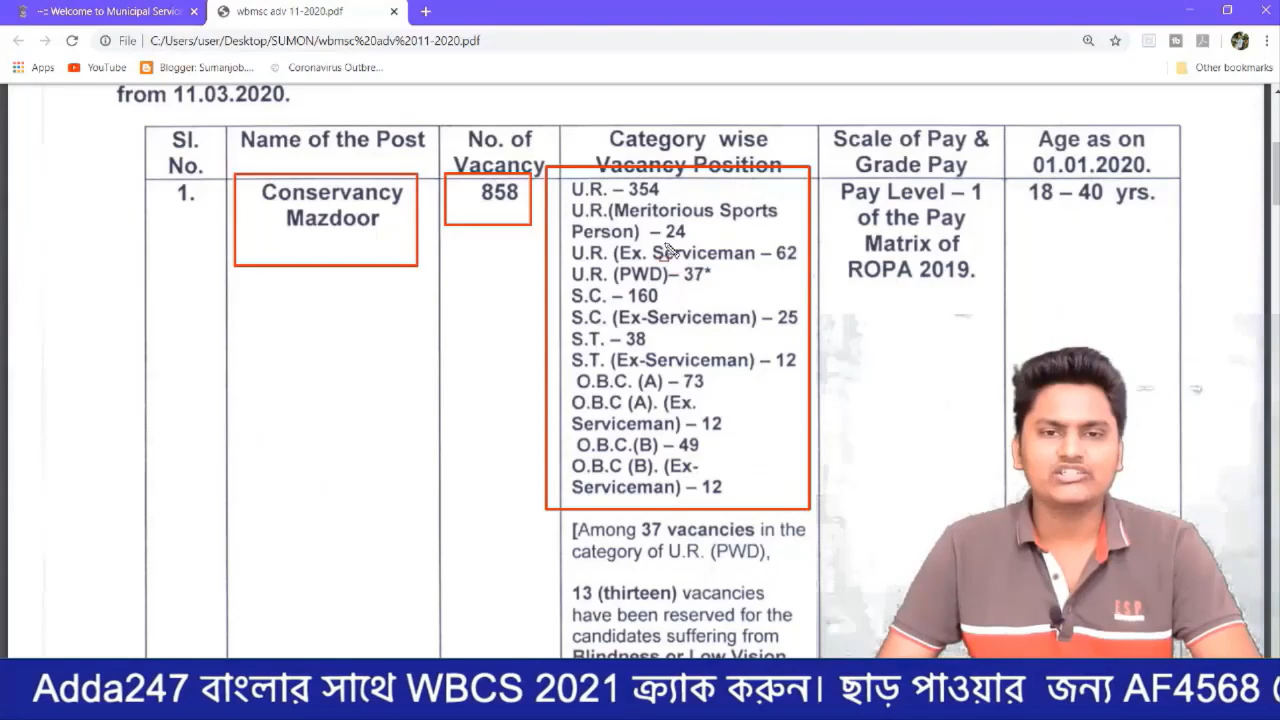 -:: Welcome to Municipal Service
wbmsc adv 11-2020.pdf
File
C:/Users/user/Desktop/SUMON/wbmsc%20adv%2011-2020.pdf
Apps
YouTube
Blogger: Sumanjob....
Coronavirus Outbre...
Other bookmarks
from 11.03.2020.
Sl. No.
Name of the Post
No. of Vacancy
Category wise Vacancy Position
Scale of Pay & Grade Pay
Age as on 01.01.2020.
1.
Conservancy
Mazdoor
858
U.R. – 354
U.R.(Meritorious Sports
Person) – 24
U.R. (Ex. Serviceman – 62
U.R. (PWD)– 37*
S.C. – 160
S.C. (Ex-Serviceman) – 25
S.T. – 38
S.T. (Ex-Serviceman) – 12
O.B.C. (A) – 73
O.B.C (A). (Ex.
Serviceman) – 12
O.B.C.(B) – 49
O.B.C (B). (Ex-
Serviceman) – 12
[Among 37 vacancies in the
category of U.R. (PWD),
13 (thirteen) vacancies
have been reserved for the
candidates suffering from
Blindness or Low Vision
Pay Level – 1
of the Pay
Matrix of
ROPA 2019.
18 – 40 yrs.
ESP
Adda247 বাংলার সাথে WBCS 2021 ক্র্যাক করুন। ছাড় পাওয়ার জন্য AF4568